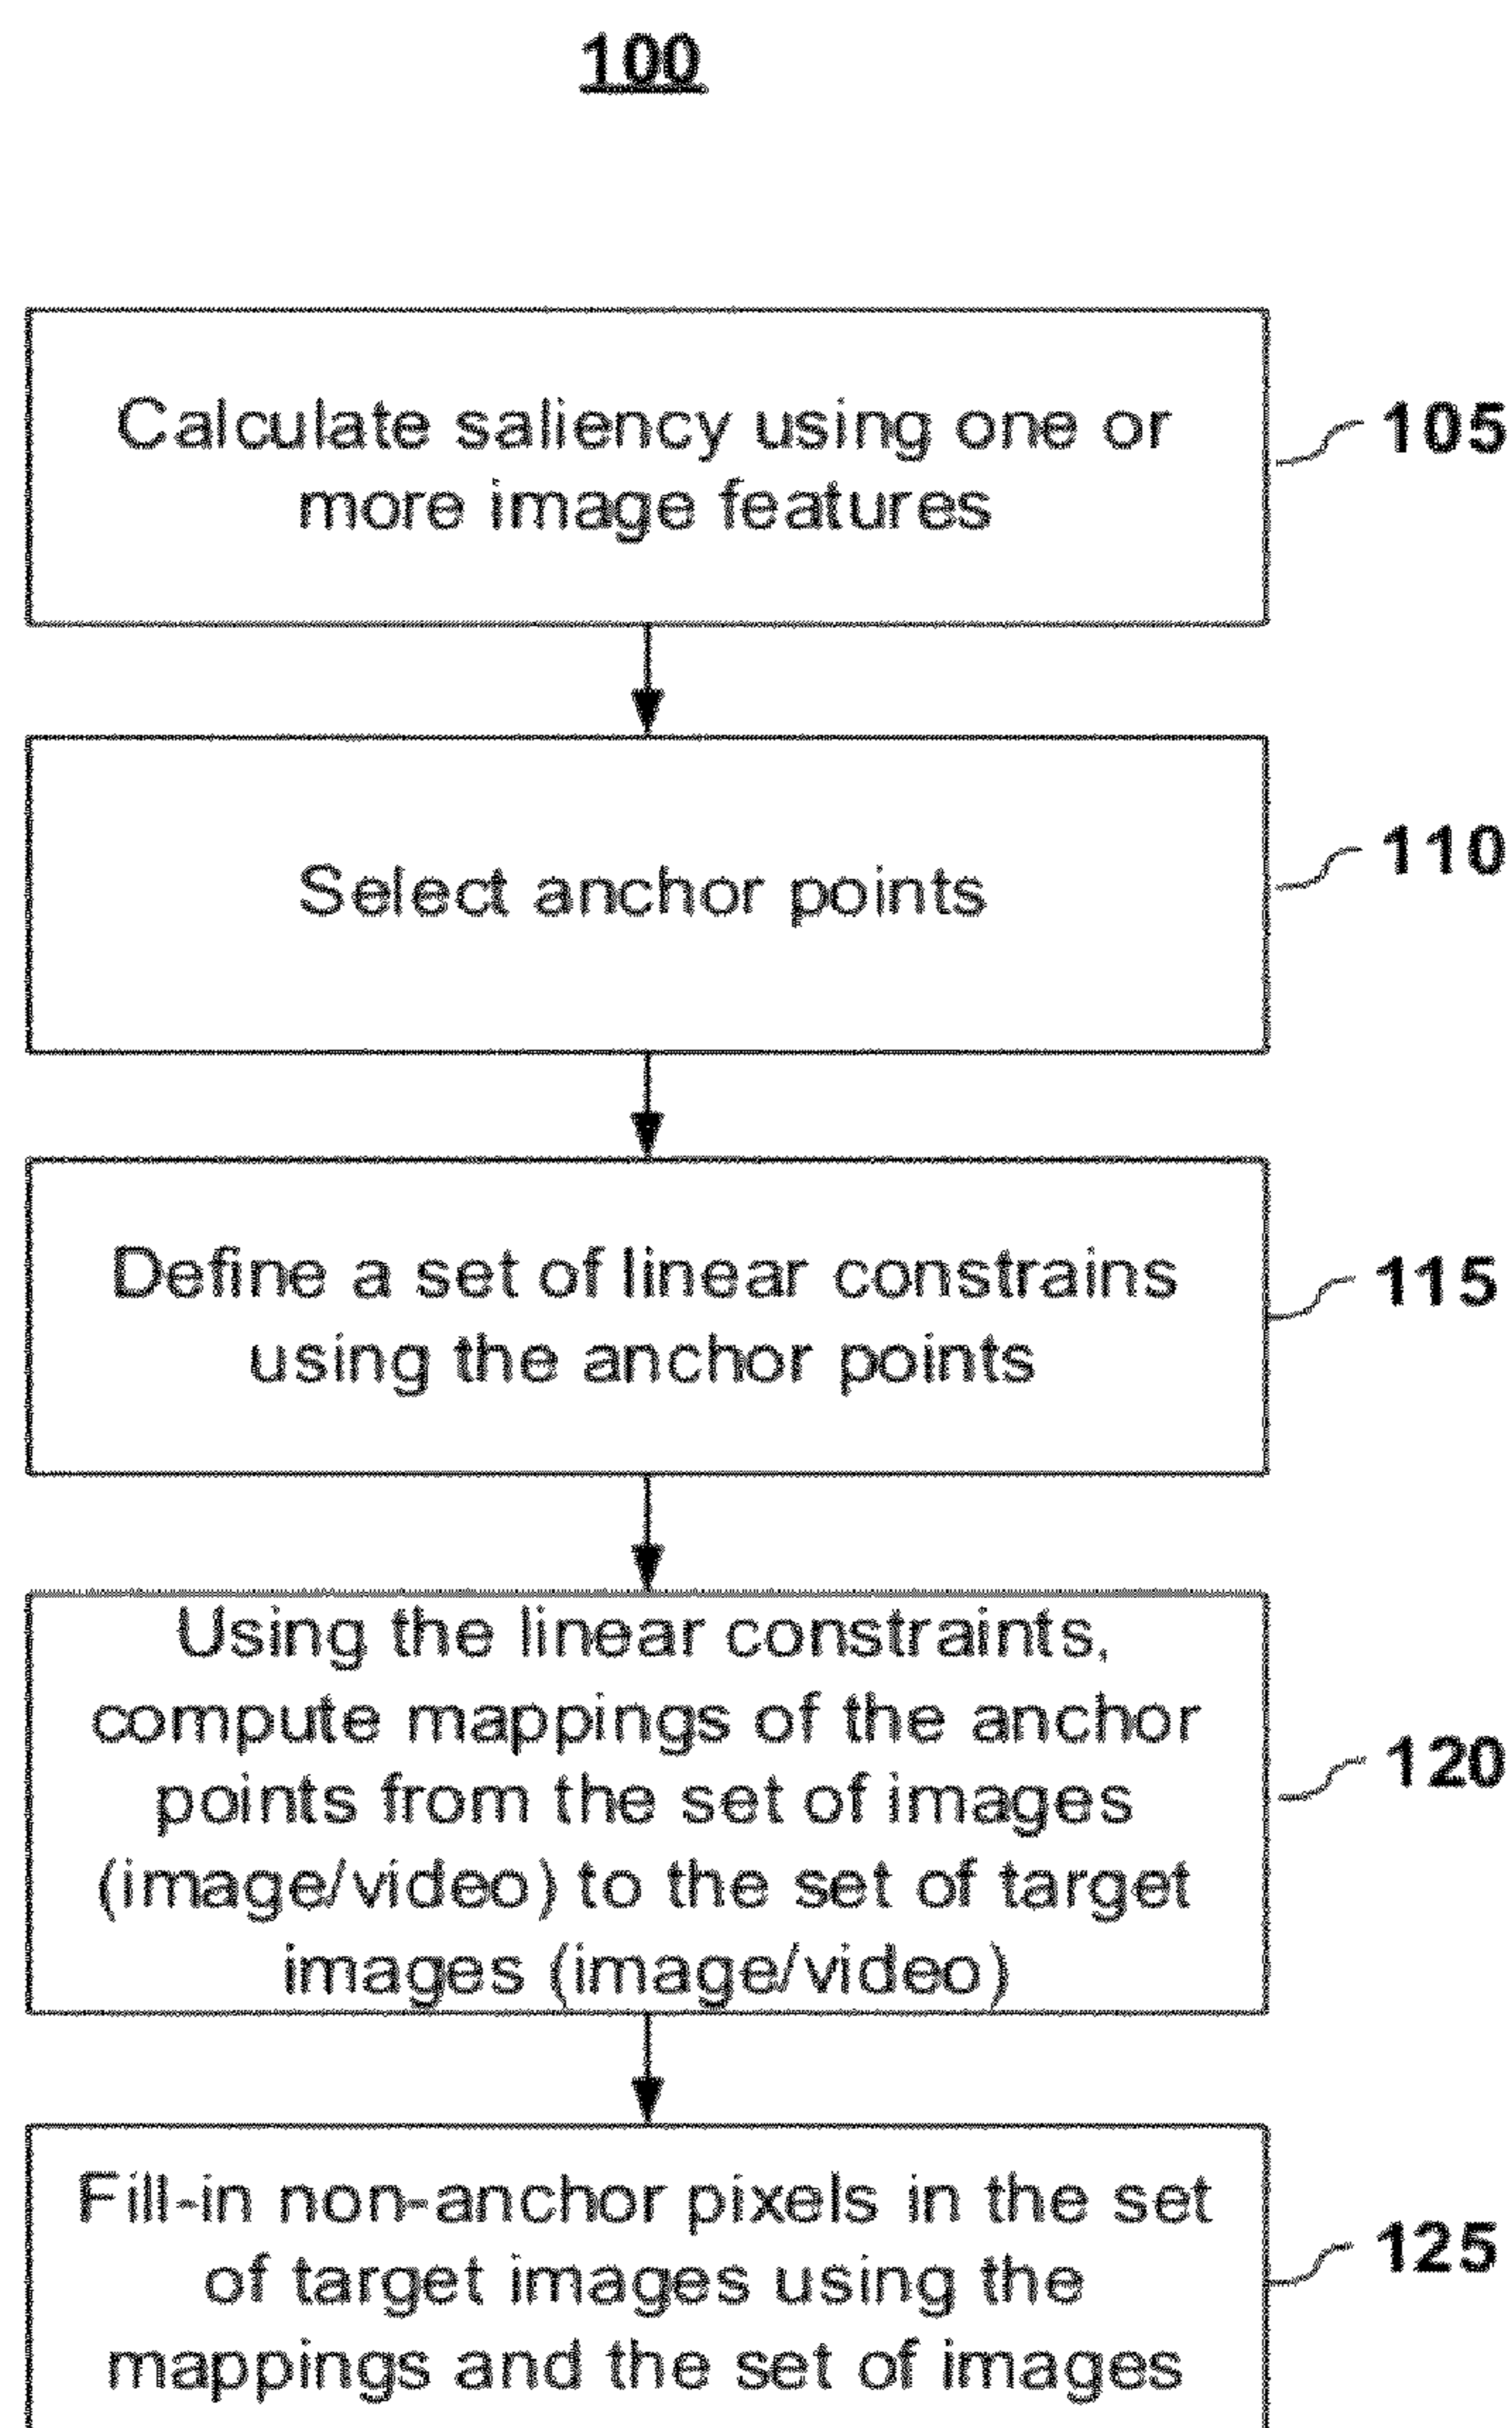 100
Calculate saliency using one or
more image features
105
Select anchor points
110
Define a set of linear constrains
using the anchor points
115
Using the linear constraints,
compute mappings of the anchor
points from the set of images
(image/video) to the set of target
images (image/video)
120
Fill-in non-anchor pixels in the set
of target images using the
mappings and the set of images
125